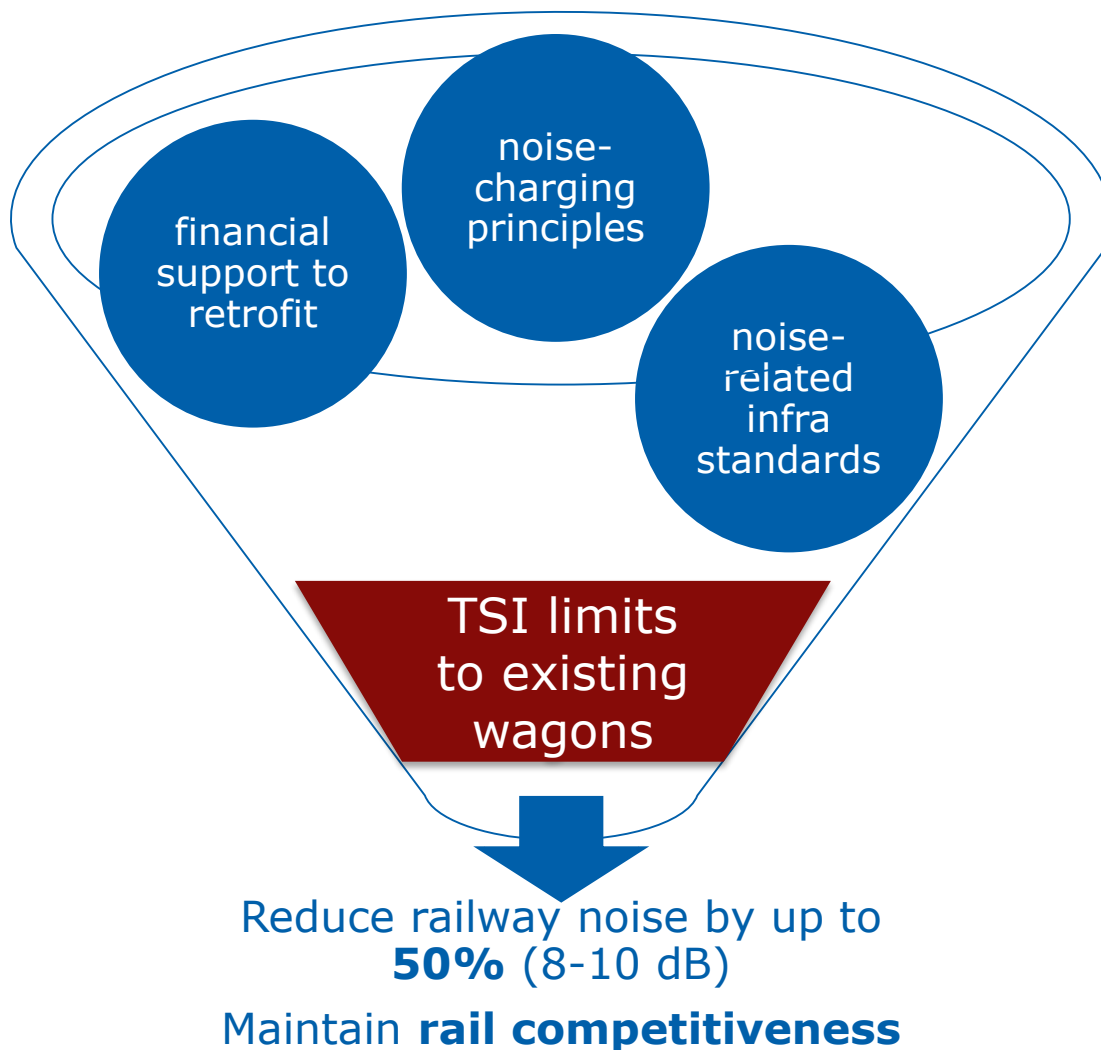 noise-
charging
principles
financial
support to
retrofit
noise-
related
infra
standards
TSI limits
to existing
wagons
Reduce railway noise by up to
50% (8-10 dB)
Maintain rail competitiveness